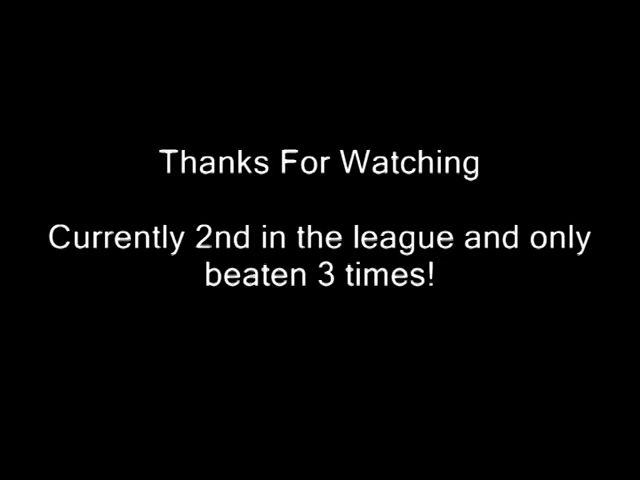 Thanks For Watching
Currently 2nd in the league and only
beaten 3 times!